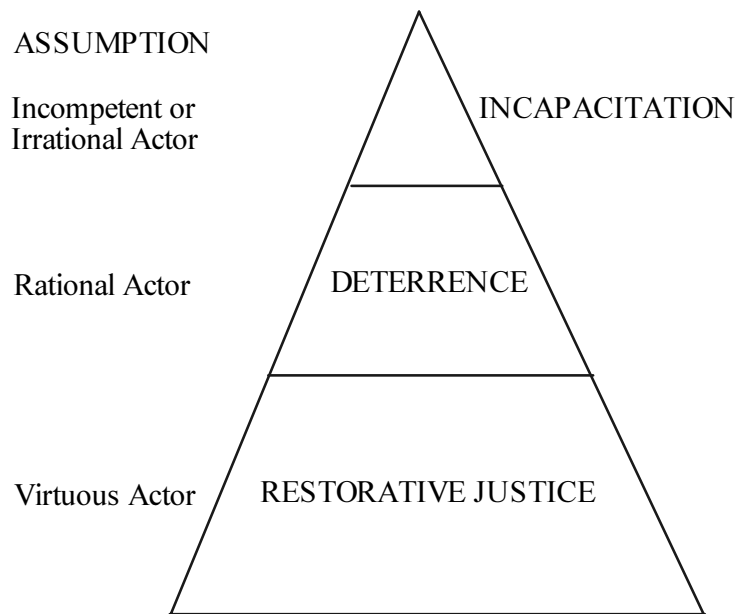 ASSUMPTION
Incompetent or
Irrational Actor
INCAPACITATION
Rational Actor
DETERRENCE
Virtuous Actor
RESTORATIVE JUSTICE